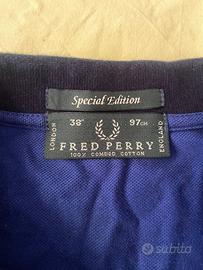 Special Edition
38" 97CM
LONDON
ENGLAND
FRED PERRY
100% COMBED COTTON
subito